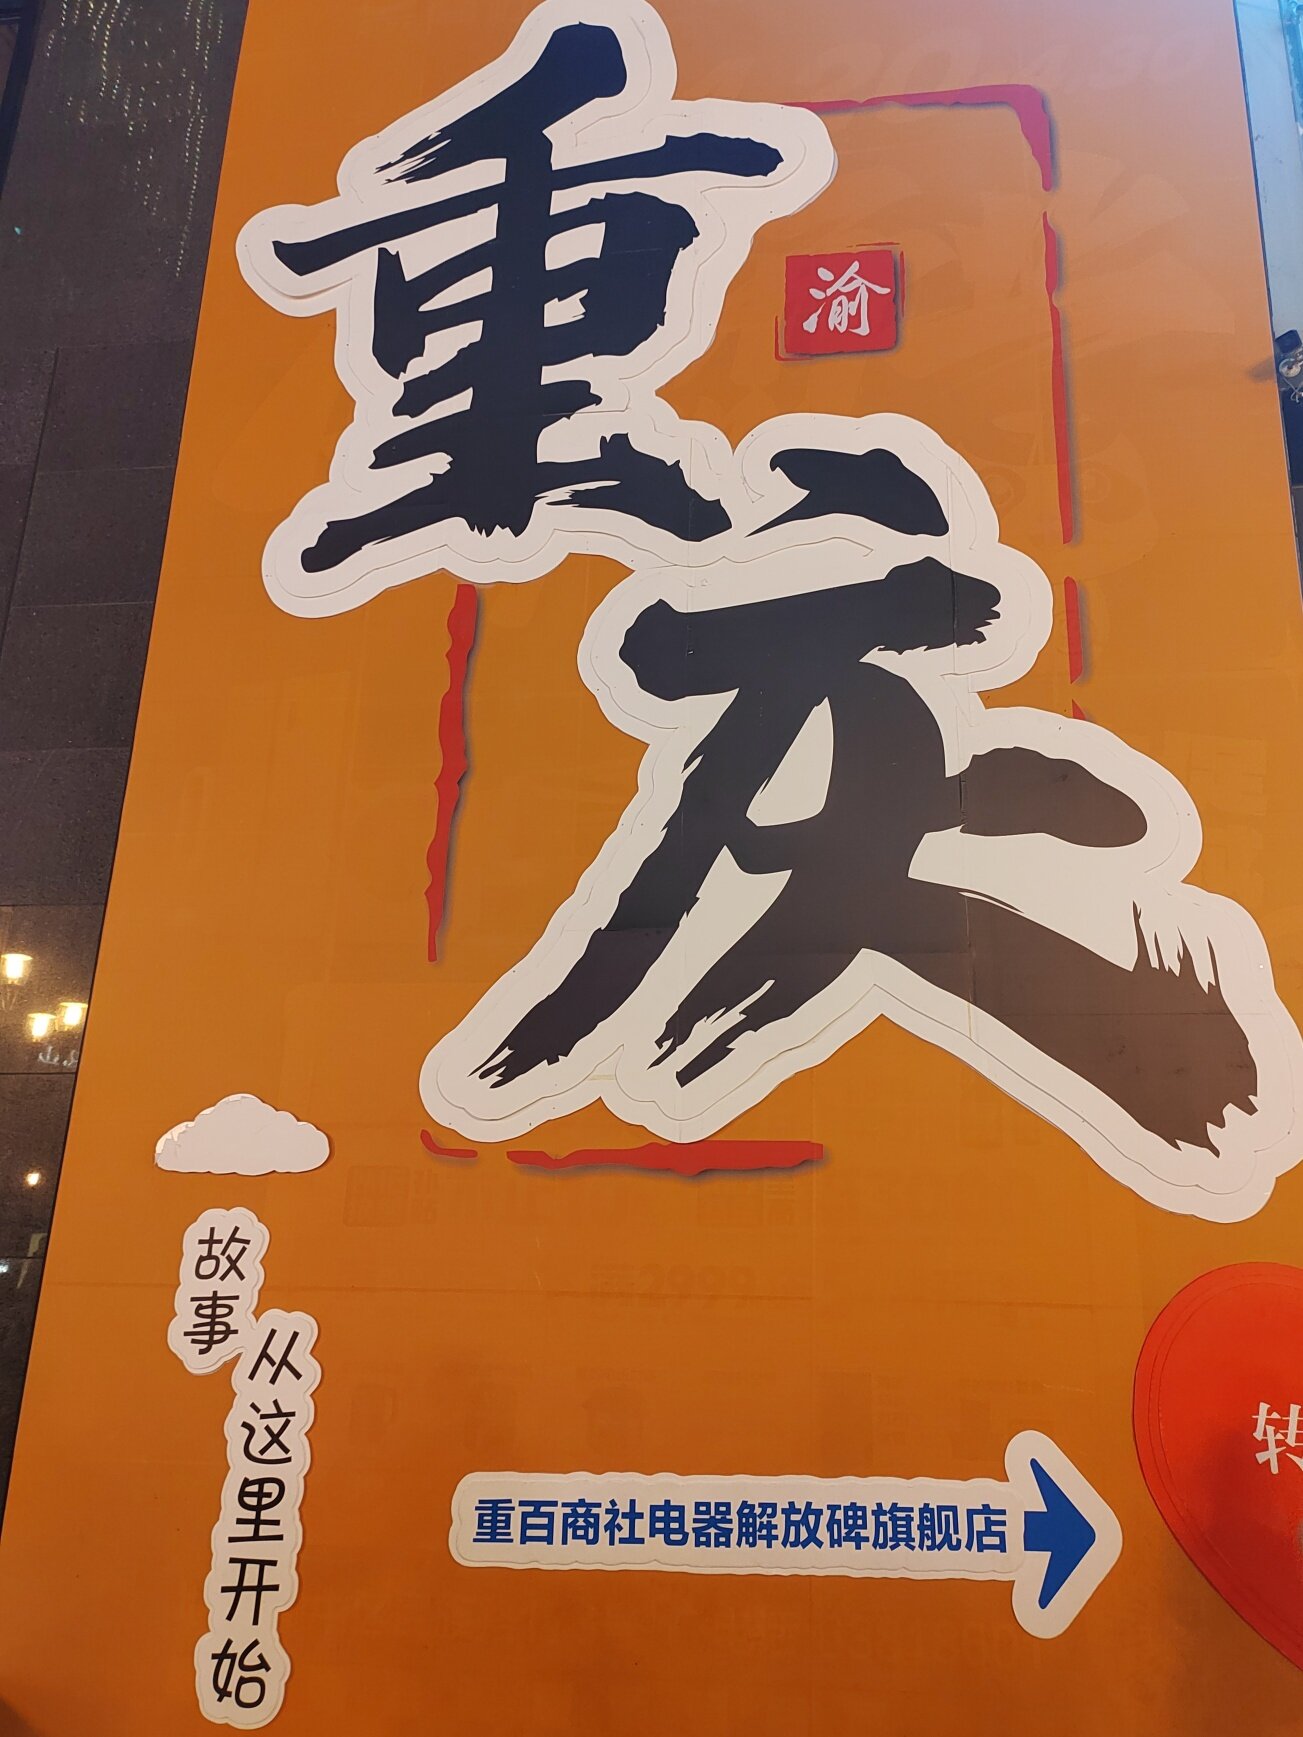 重庆
渝
故事
从这里开始
重百商社电器解放碑旗舰店
转